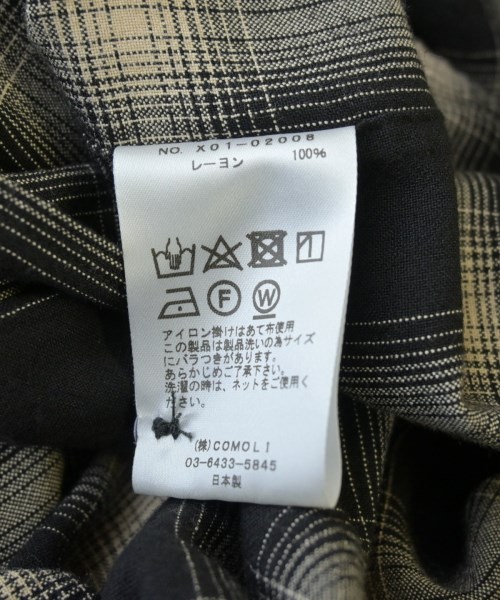 NO. X01-02008
レーヨン 100%
F W
アイロン掛けはあて布使用
この製品は製品洗いの為サイズ
にバラつきがあります。
あらかじめご了承下さい。
洗濯の時は、ネットをご使用く
ださい。
(株)COMOLI
03-6433-5845
日本製